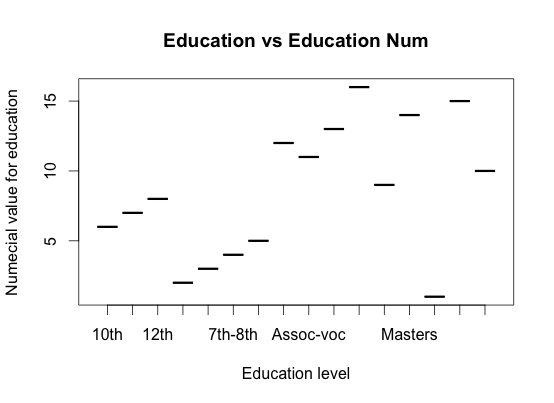 Education vs Education Num
Numecial value for education
15
10
5
10th 12th 7th-8th Assoc-voc Masters
Education level